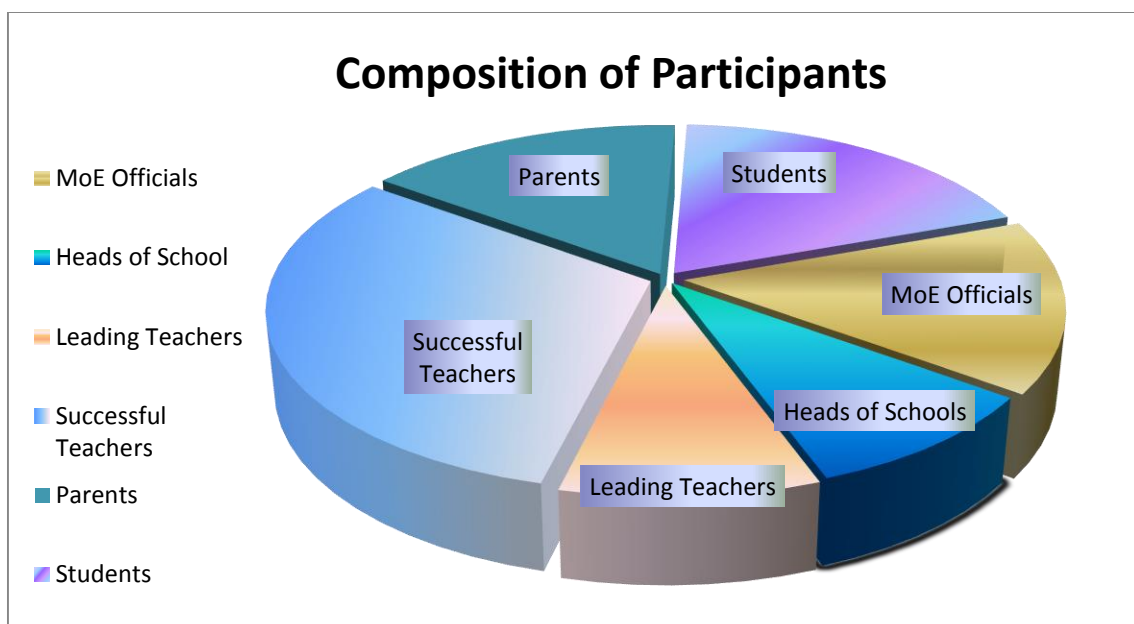 Composition of Participants
MoE Officials
Heads of School
Leading Teachers
Successful
Teachers
Parents
Students
Parents
Students
MoE Officials
Successful
Teachers
Heads of Schools
Leading Teachers